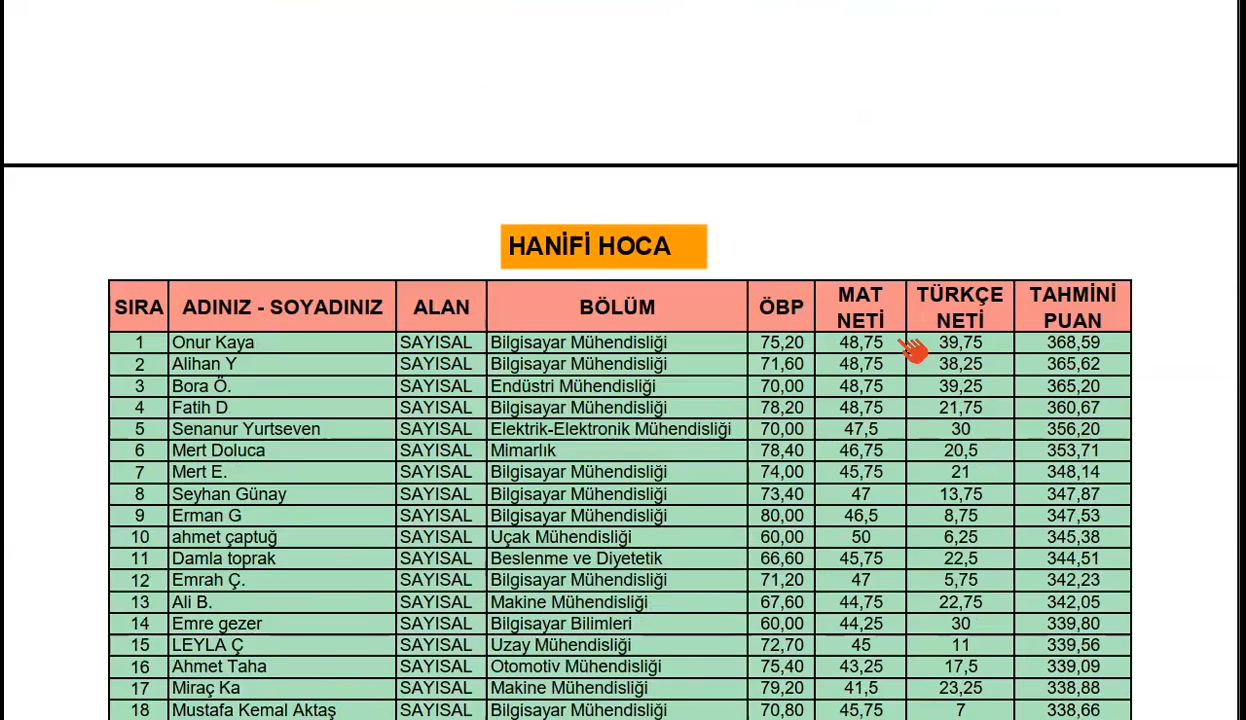 HANİFİ HOCA
SIRA ADINIZ - SOYADINIZ ALAN BÖLÜM ÖBP MAT NETİ TÜRKÇE NETİ TAHMİNİ PUAN
1 Onur Kaya SAYISAL Bilgisayar Mühendisliği 75,20 48,75 39,75 368,59
2 Alihan Y SAYISAL Bilgisayar Mühendisliği 71,60 48,75 38,25 365,62
3 Bora Ö. SAYISAL Endüstri Mühendisliği 70,00 48,75 39,25 365,20
4 Fatih D SAYISAL Bilgisayar Mühendisliği 78,20 48,75 21,75 360,67
5 Senanur Yurtseven SAYISAL Elektrik-Elektronik Mühendisliği 70,00 47,5 30 356,20
6 Mert Doluca SAYISAL Mimarlık 78,40 46,75 20,5 353,71
7 Mert E. SAYISAL Bilgisayar Mühendisliği 74,00 45,75 21 348,14
8 Seyhan Günay SAYISAL Bilgisayar Mühendisliği 73,40 47 13,75 347,87
9 Erman G SAYISAL Bilgisayar Mühendisliği 80,00 46,5 8,75 347,53
10 ahmet çaptuğ SAYISAL Uçak Mühendisliği 60,00 50 6,25 345,38
11 Damla toprak SAYISAL Beslenme ve Diyetetik 66,60 45,75 22,5 344,51
12 Emrah Ç. SAYISAL Bilgisayar Mühendisliği 71,20 47 5,75 342,23
13 Ali B. SAYISAL Makine Mühendisliği 67,60 44,75 22,75 342,05
14 Emre gezer SAYISAL Bilgisayar Bilimleri 60,00 44,25 30 339,80
15 LEYLA Ç SAYISAL Uzay Mühendisliği 72,70 45 11 339,56
16 Ahmet Taha SAYISAL Otomotiv Mühendisliği 75,40 43,25 17,5 339,09
17 Miraç Ka SAYISAL Makine Mühendisliği 79,20 41,5 23,25 338,88
18 Mustafa Kemal Aktaş SAYISAL Bilgisayar Mühendisliği 70,80 45,75 7 338,66